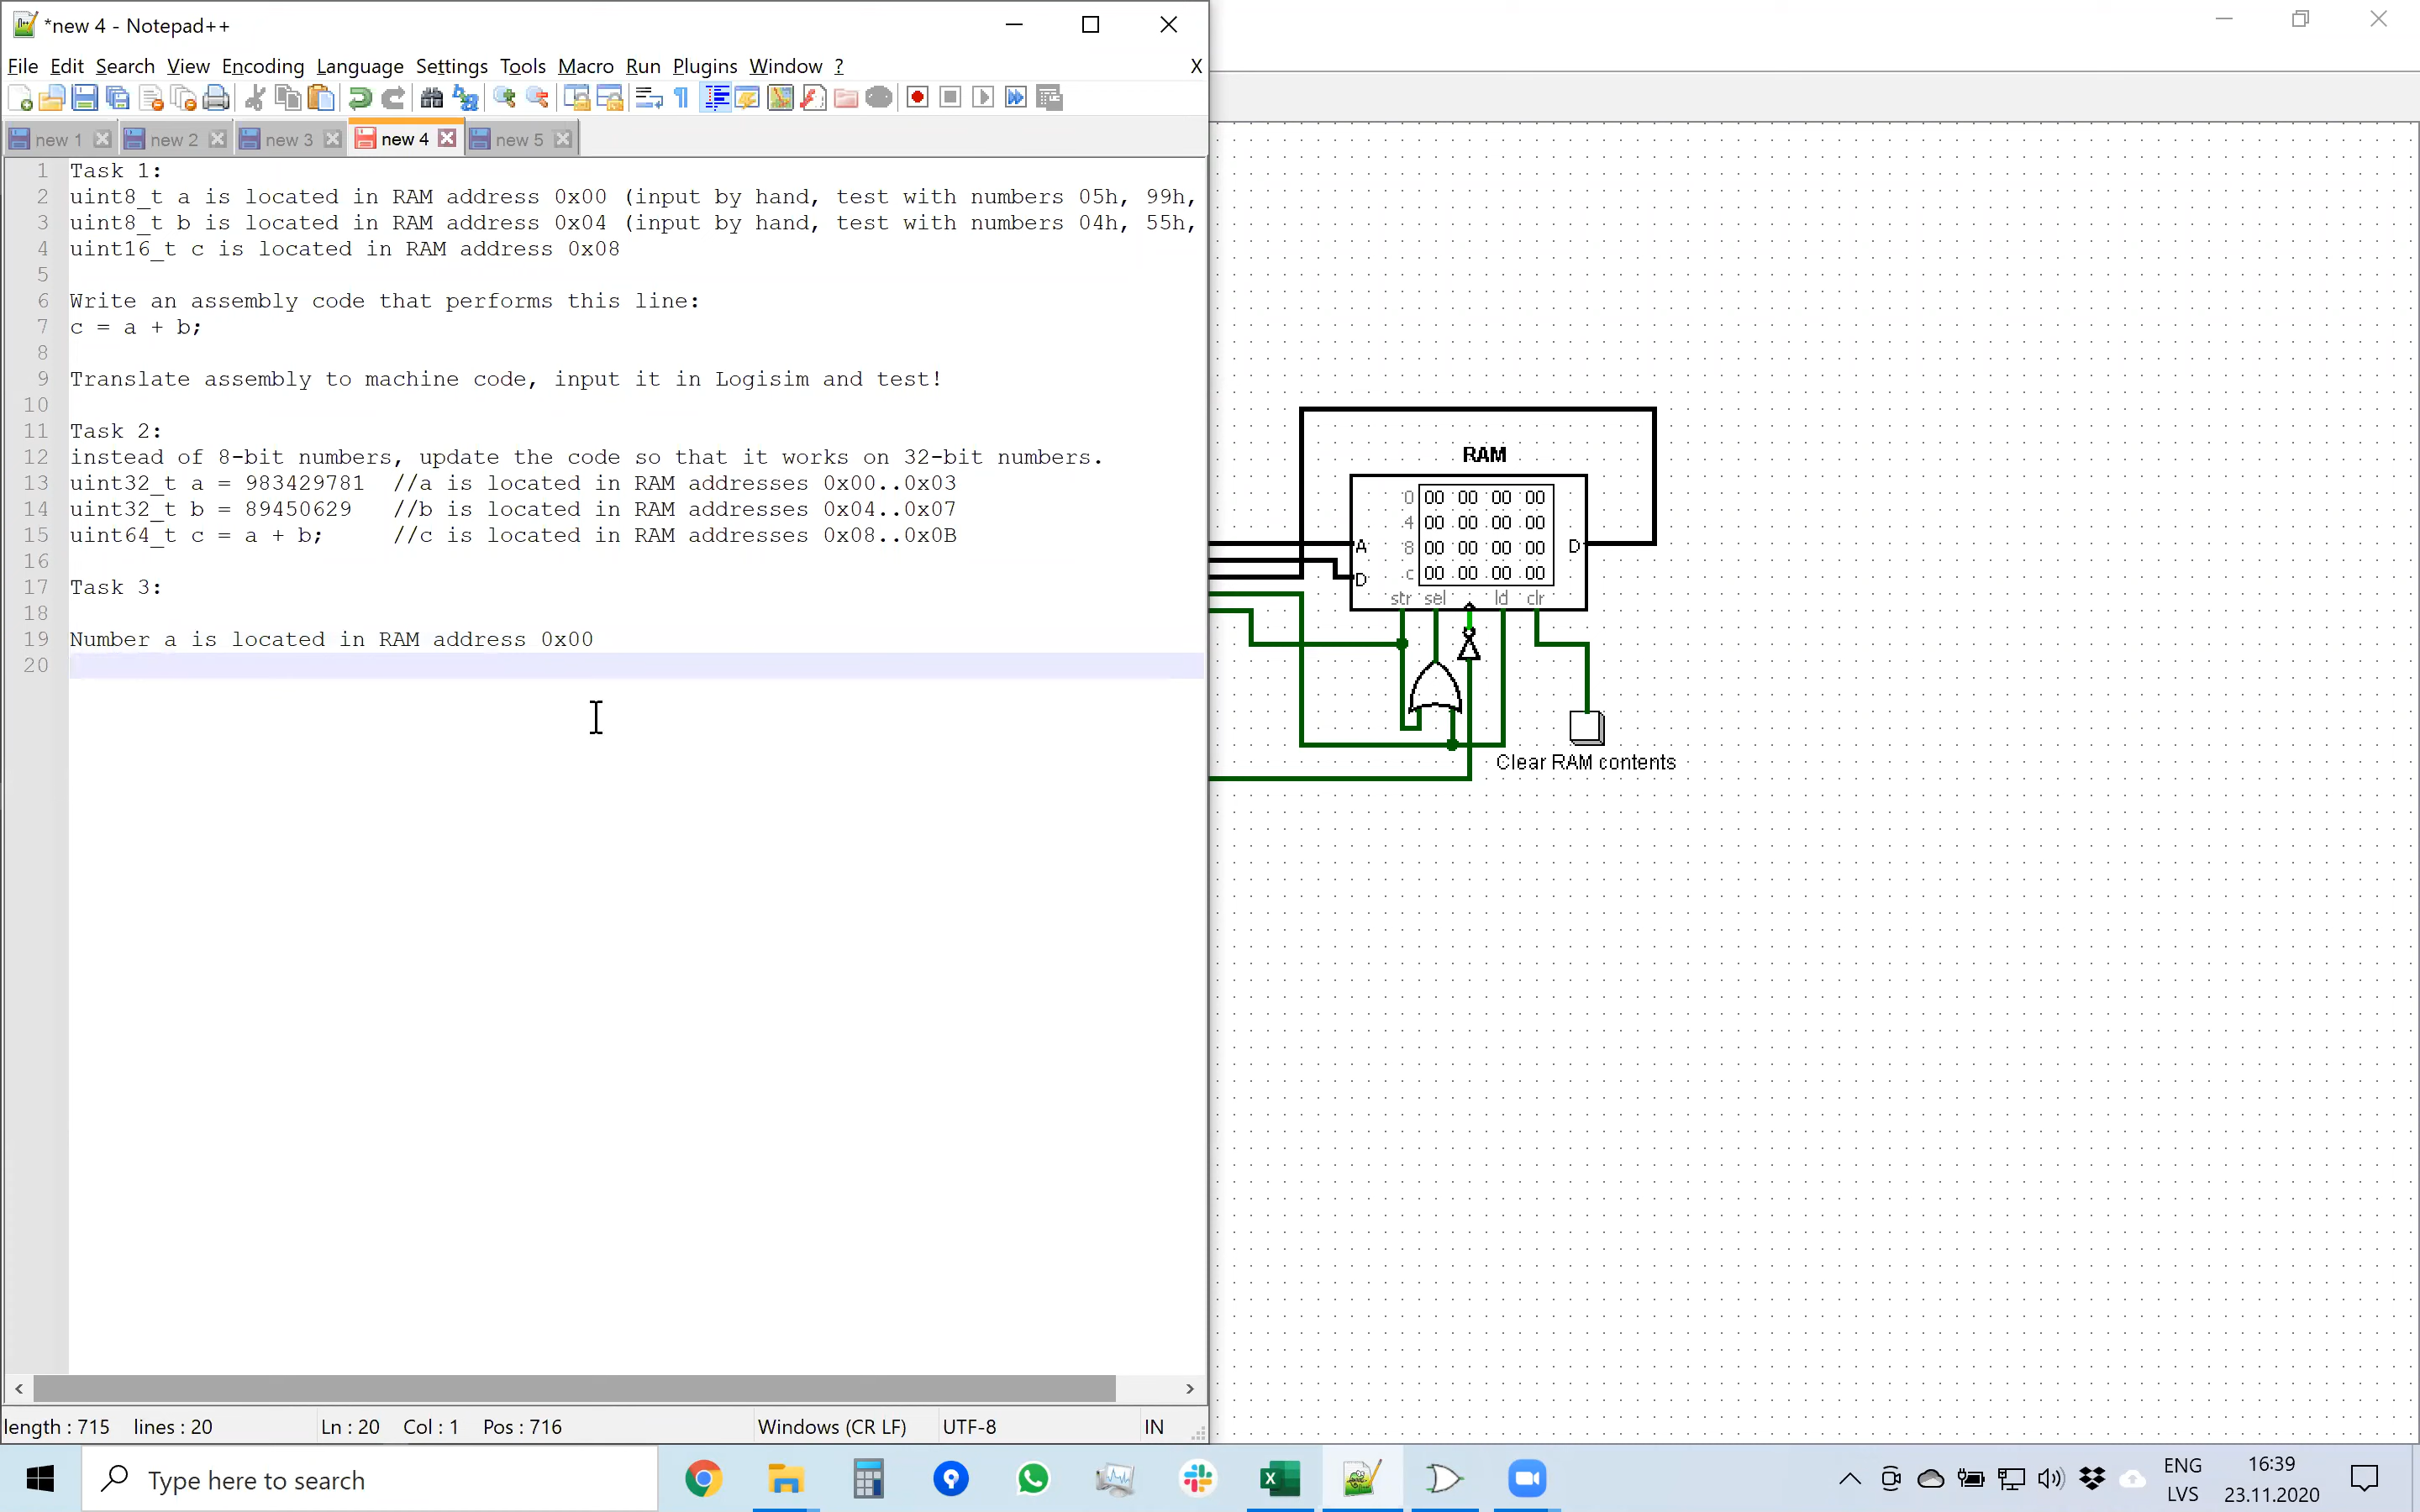 *new 4 - Notepad++
File Edit Search View Encoding Language Settings Tools Macro Run Plugins Window ? X
new 1 new 2 new 3 new 4 new 5
1 Task 1:
2 uint8_t a is located in RAM address 0x00 (input by hand, test with numbers 05h, 99h,
3 uint8_t b is located in RAM address 0x04 (input by hand, test with numbers 04h, 55h,
4 uint16_t c is located in RAM address 0x08
5
6 Write an assembly code that performs this line:
7 c = a + b;
8
9 Translate assembly to machine code, input it in Logisim and test!
10
11 Task 2:
12 instead of 8-bit numbers, update the code so that it works on 32-bit numbers.
13 uint32_t a = 983429781 //a is located in RAM addresses 0x00..0x03
14 uint32_t b = 89450629 //b is located in RAM addresses 0x04..0x07
15 uint64_t c = a + b; //c is located in RAM addresses 0x08..0x0B
16
17 Task 3:
18
19 Number a is located in RAM address 0x00
20
RAM
0 00 00 00 00
4 00 00 00 00
A 8 00 00 00 00 D
D c 00 00 00 00
str sel ld clr
Clear RAM contents
length : 715 lines : 20 Ln : 20 Col : 1 Pos : 716 Windows (CR LF) UTF-8 IN
Type here to search
ENG 16:39
LVS 23.11.2020